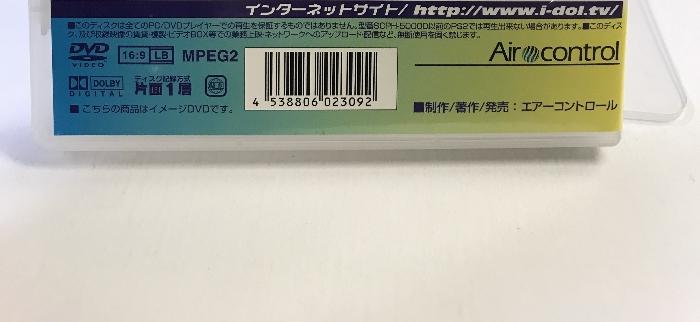 インターネットサイト/ http://www.i-dol.tv/
■このディスクは全てのPC/DVDプレイヤーでの再生を保証するものではありません。型番SCPH-50000以前のPS2では再生出来ない場合があります。■このディス
ク、及び収録映像の賃貸・複製・ビデオBOX等での業務上映・ネットワークへのアップロード・配信など、無断使用を固く禁じます。
DVD VIDEO 16:9 LB MPEG2
DOLBY DIGITAL ディスク記録方式 片面1層
■こちらの商品はイメージDVDです。
4 538806 023092
Air control
■制作/著作/発売：エアーコントロール